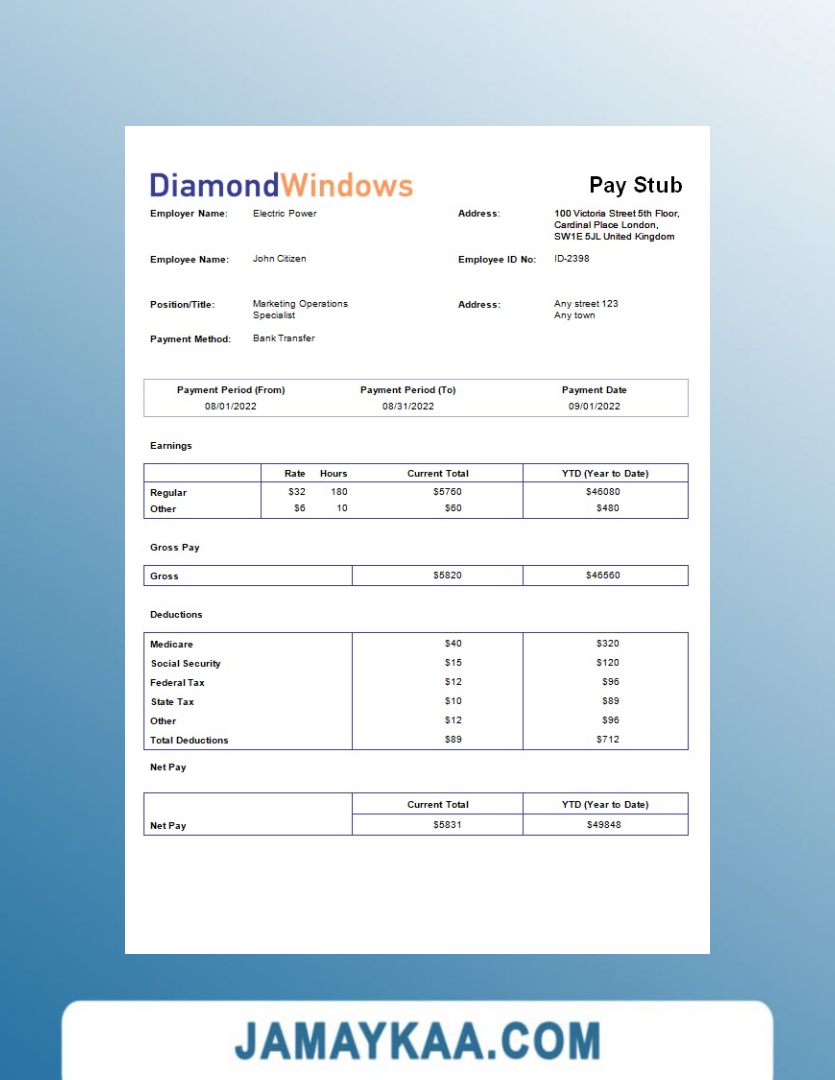 DiamondWindows Pay Stub
Employer Name: Electric Power Address: 100 Victoria Street 5th Floor,
Cardinal Place London,
SW1E 5JL United Kingdom
Employee Name: John Citizen Employee ID No: ID-2398
Position/Title: Marketing Operations Address: Any street 123
Specialist Any town
Payment Method: Bank Transfer
Payment Period (From) Payment Period (To) Payment Date
08/01/2022 08/31/2022 09/01/2022
Earnings
Rate Hours Current Total YTD (Year to Date)
Regular $32 180 $5760 $46080
Other $6 10 $60 $480
Gross Pay
Gross $5820 $46560
Deductions
Medicare $40 $320
Social Security $15 $120
Federal Tax $12 $96
State Tax $10 $89
Other $12 $96
Total Deductions $89 $712
Net Pay
Current Total YTD (Year to Date)
Net Pay $5831 $49848
JAMAYKAA.COM